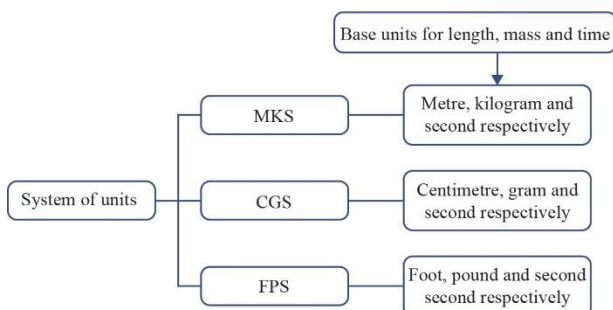 Base units for length, mass and time
MKS
Metre, kilogram and
second respectively
System of units
CGS
Centimetre, gram and
second respectively
FPS
Foot, pound and second
second respectively